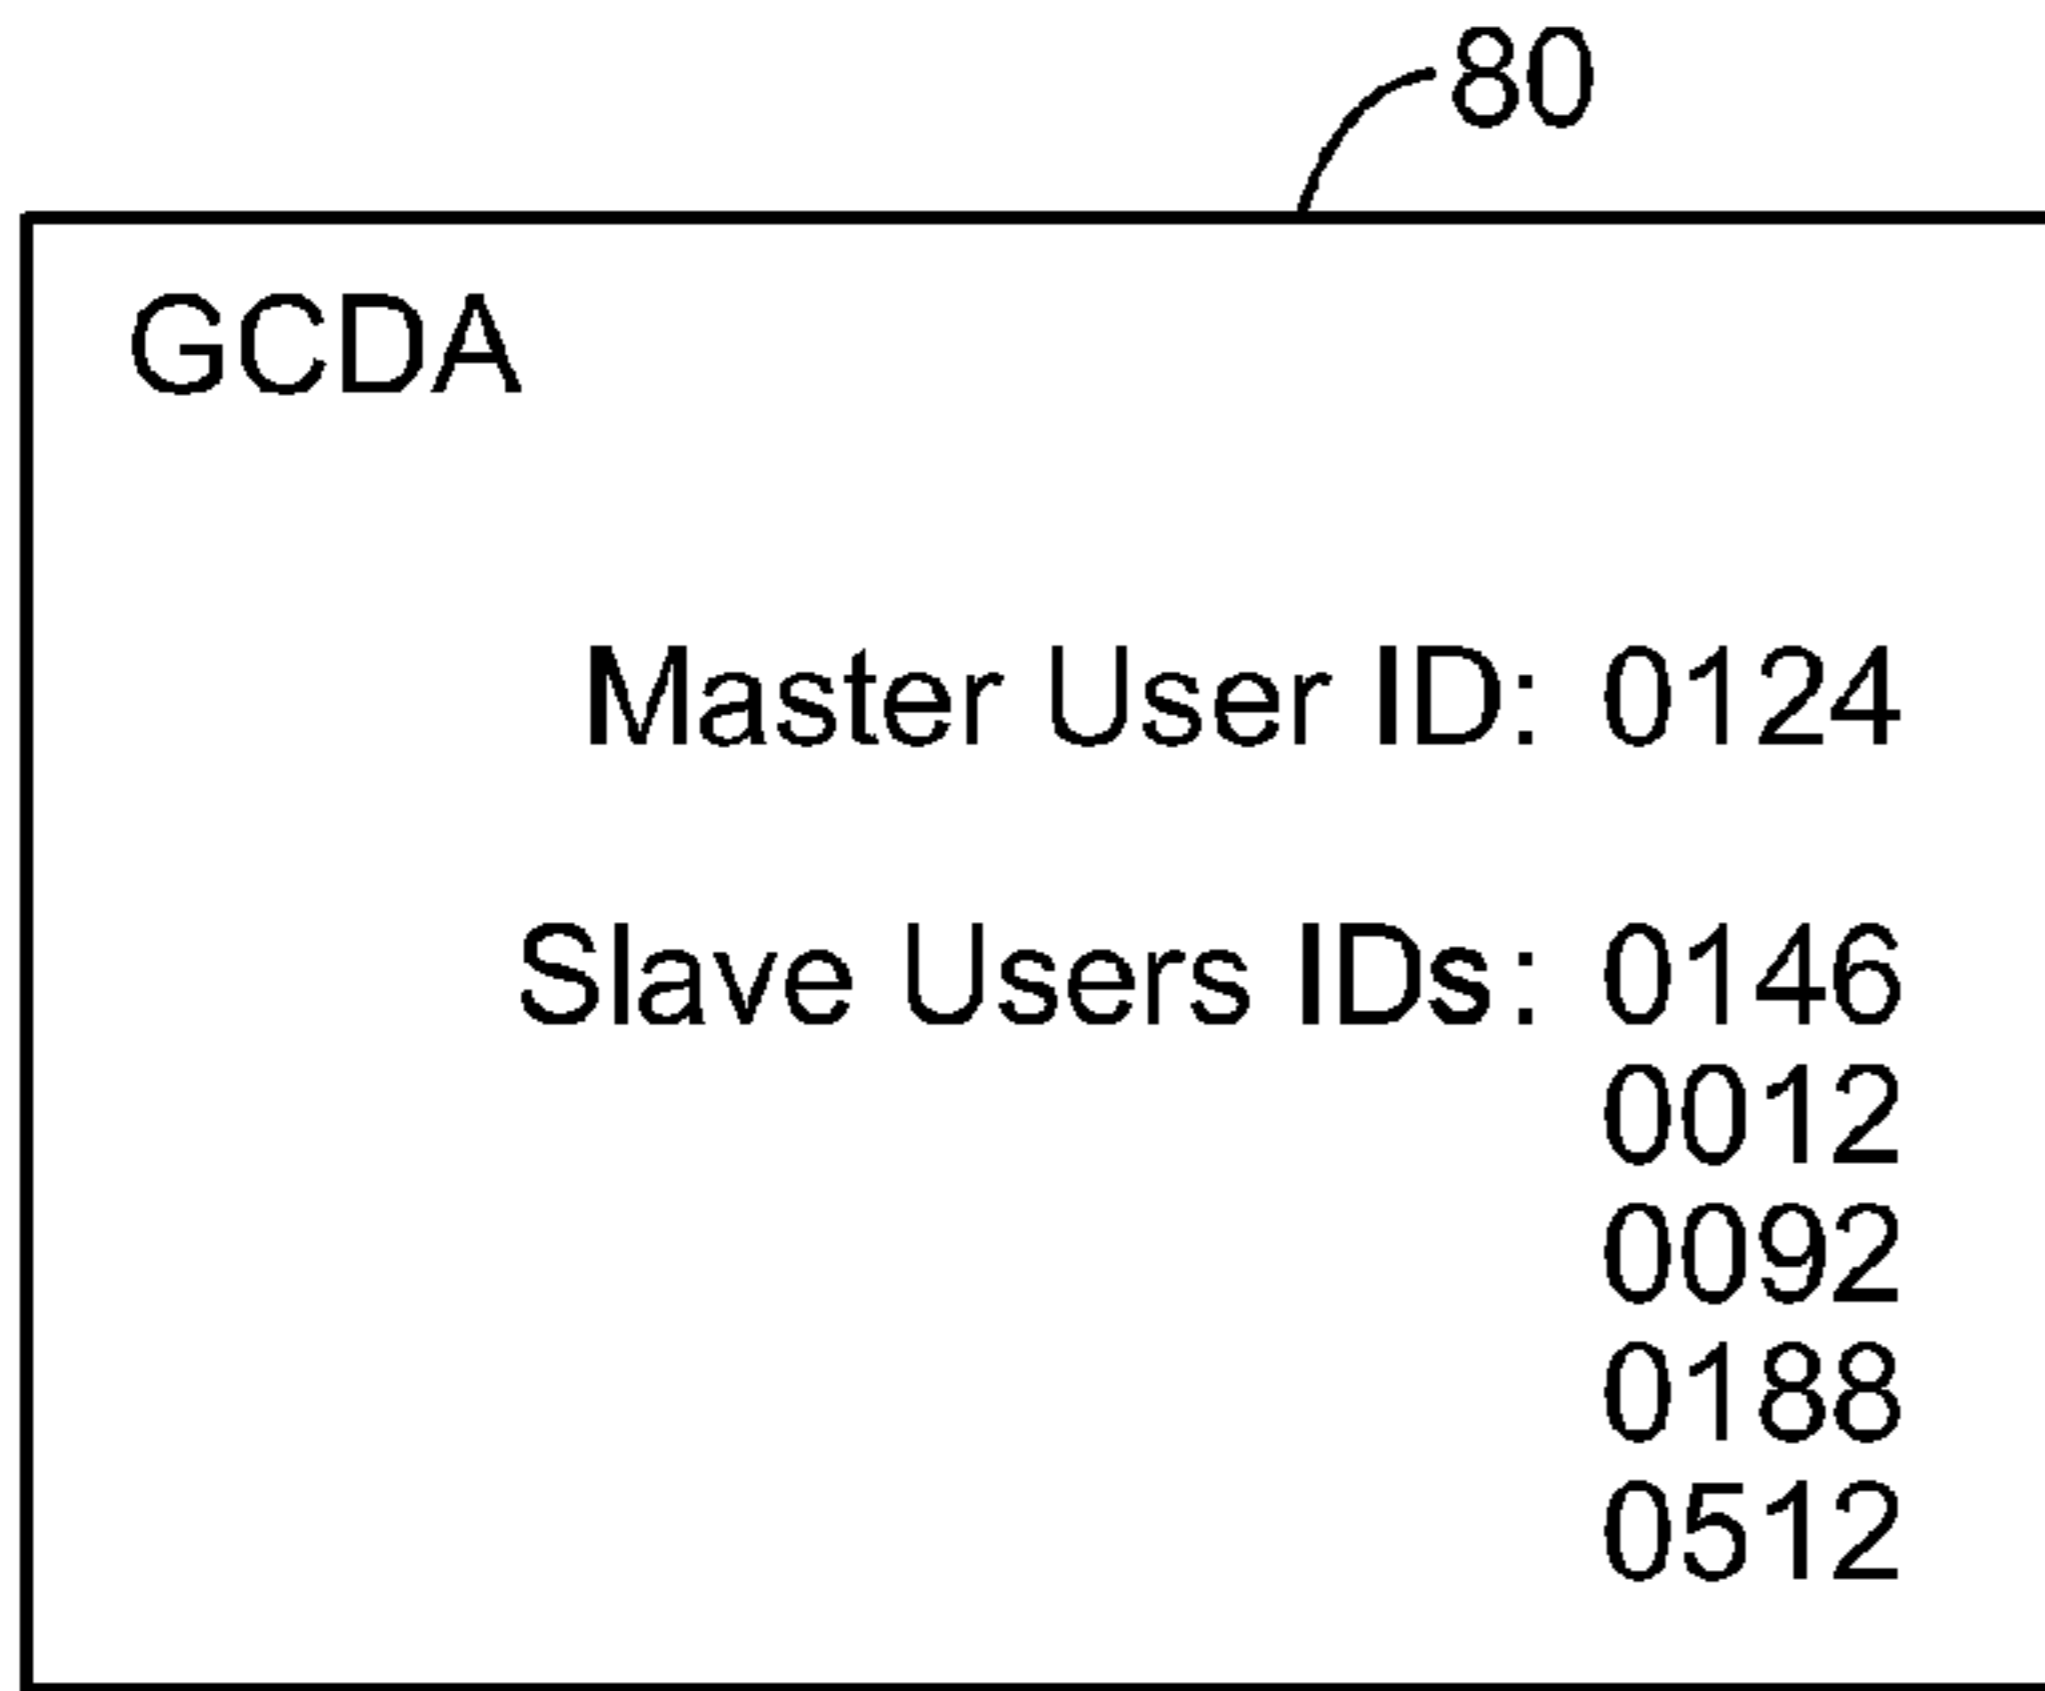 80
GCDA
Master User ID: 0124
Slave Users IDs: 0146
0012
0092
0188
0512